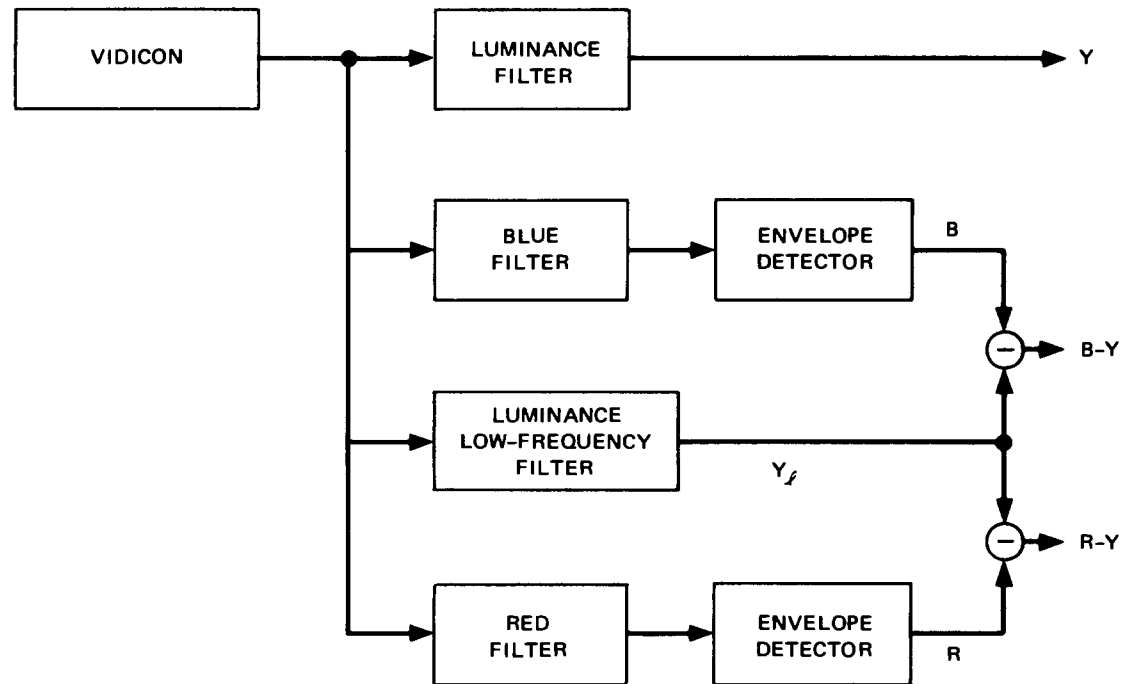 VIDICON
LUMINANCE
FILTER
Y
BLUE
FILTER
ENVELOPE
DETECTOR
B
−
B-Y
LUMINANCE
LOW-FREQUENCY
FILTER
Yℓ
−
R-Y
RED
FILTER
ENVELOPE
DETECTOR
R